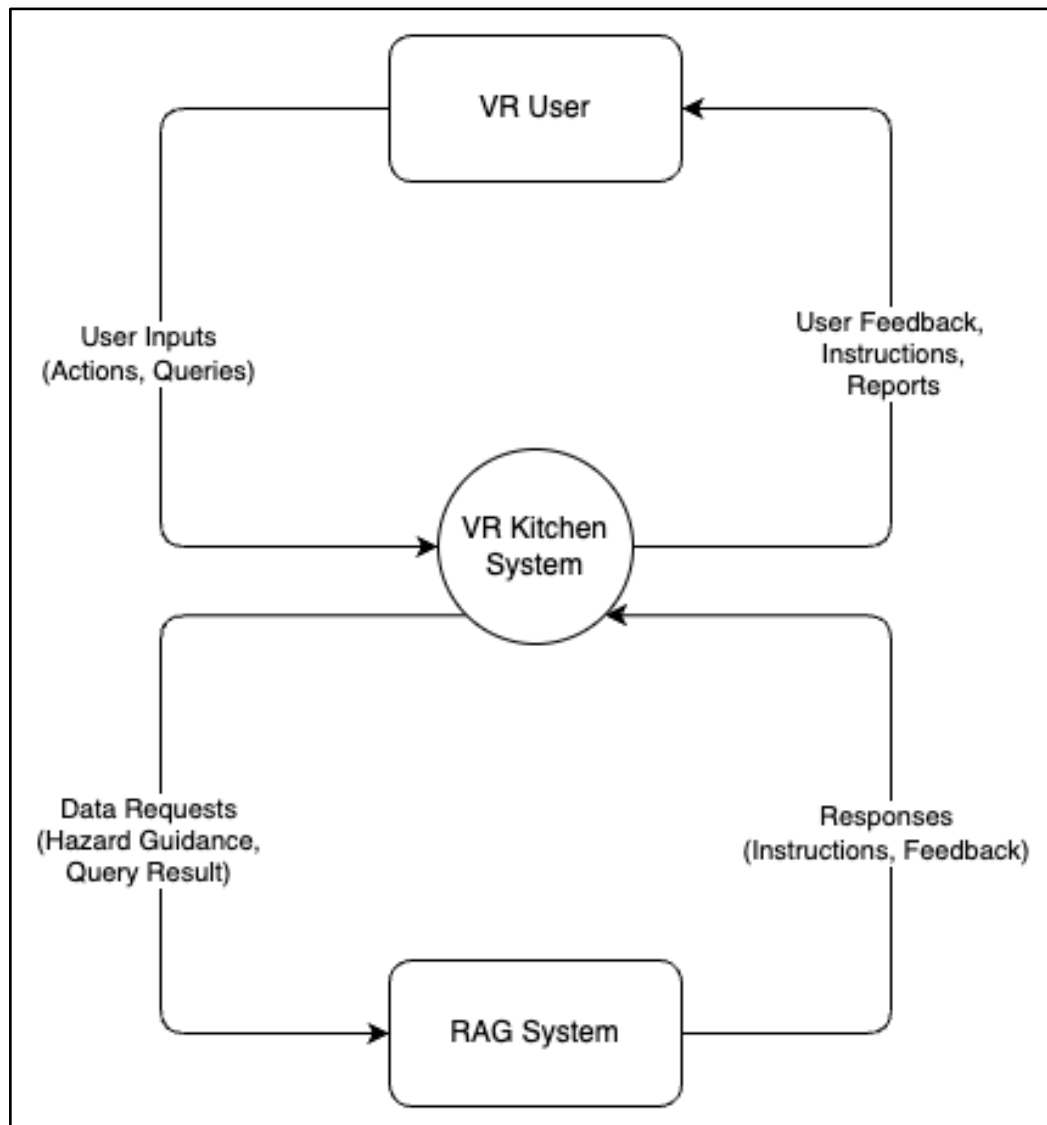 VR User
User Inputs
(Actions, Queries)
User Feedback,
Instructions,
Reports
VR Kitchen
System
Data Requests
(Hazard Guidance,
Query Result)
Responses
(Instructions, Feedback)
RAG System